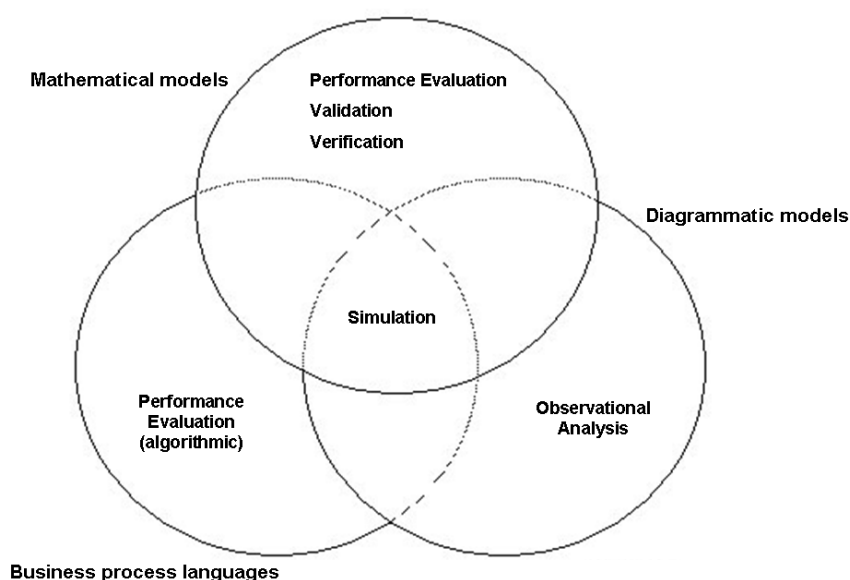 Mathematical models
Performance Evaluation
Validation
Verification
Diagrammatic models
Simulation
Performance
Evaluation
(algorithmic)
Observational
Analysis
Business process languages